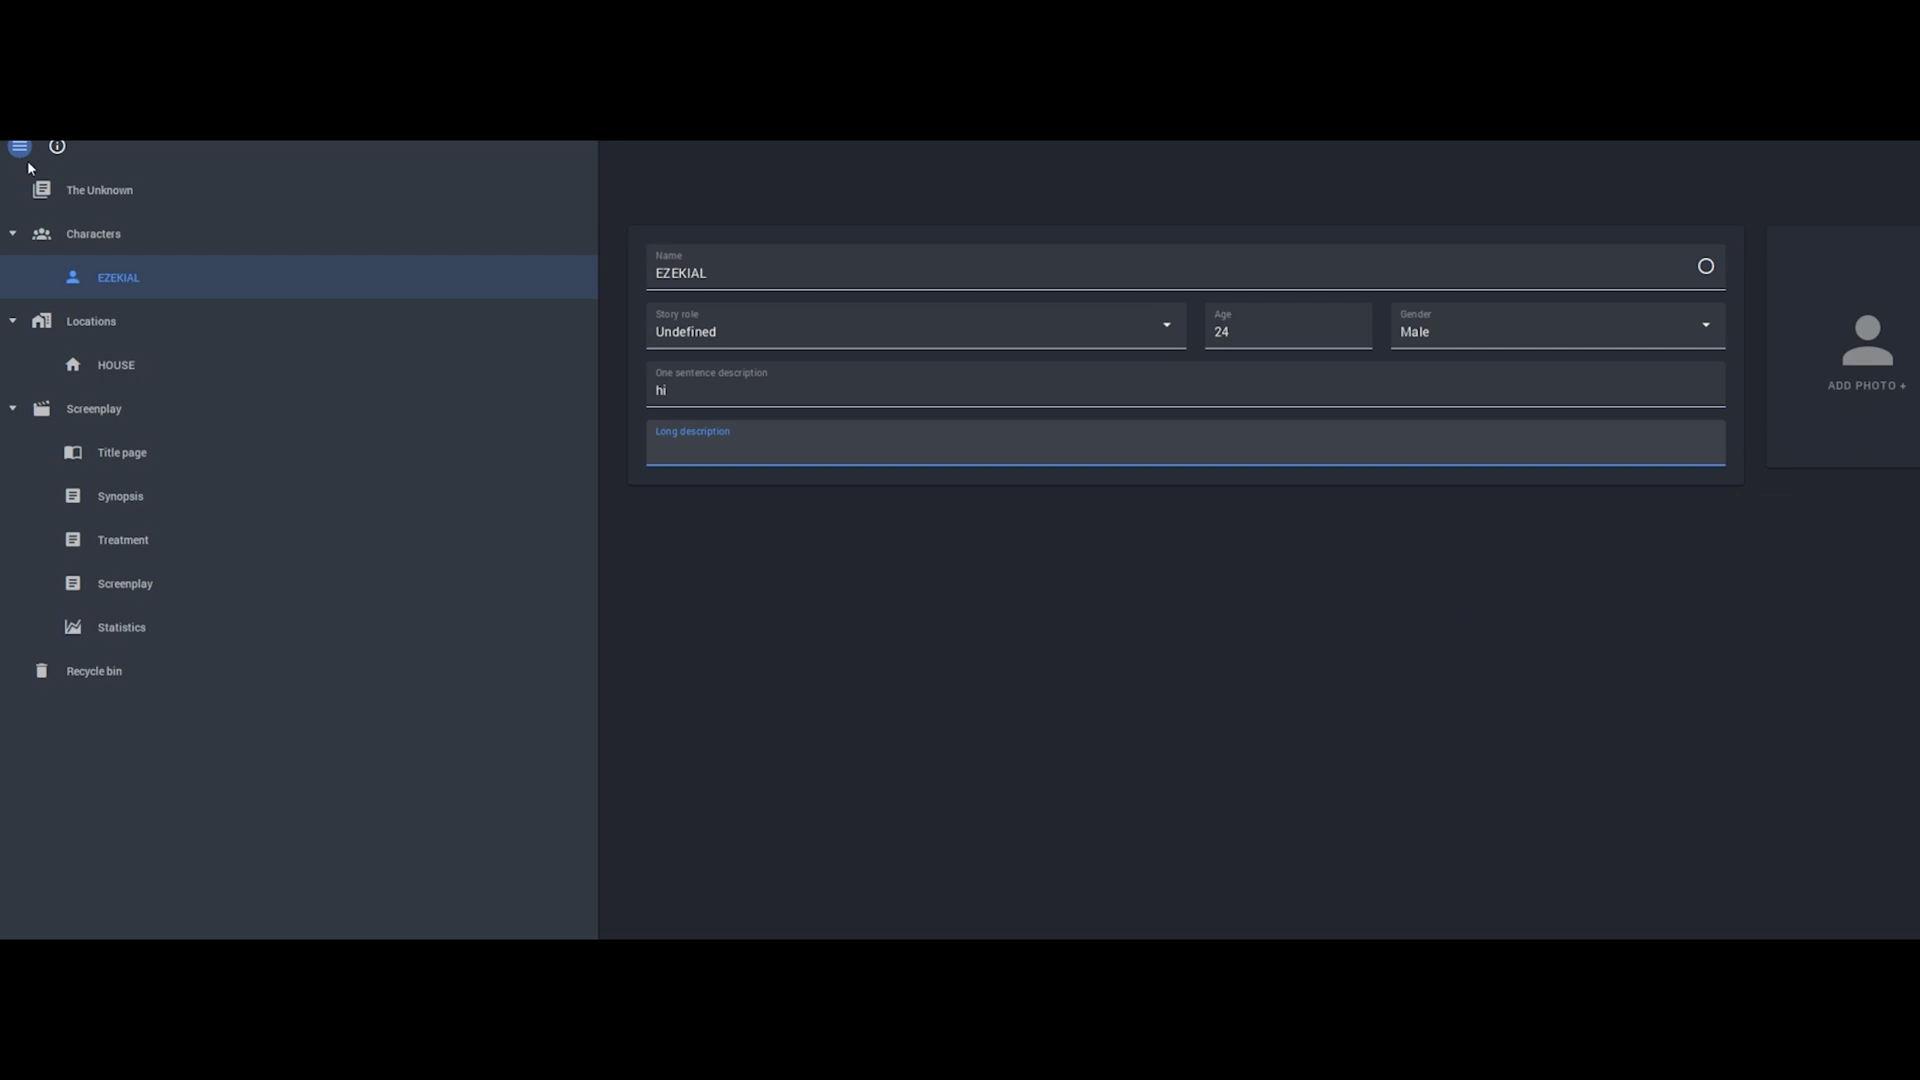 The Unknown
Characters
EZEKIAL
Locations
HOUSE
Screenplay
Title page
Synopsis
Treatment
Screenplay
Statistics
Recycle bin
Name
EZEKIAL
Story role
Undefined
Age
24
Gender
Male
One sentence description
hi
Long description
ADD PHOTO +